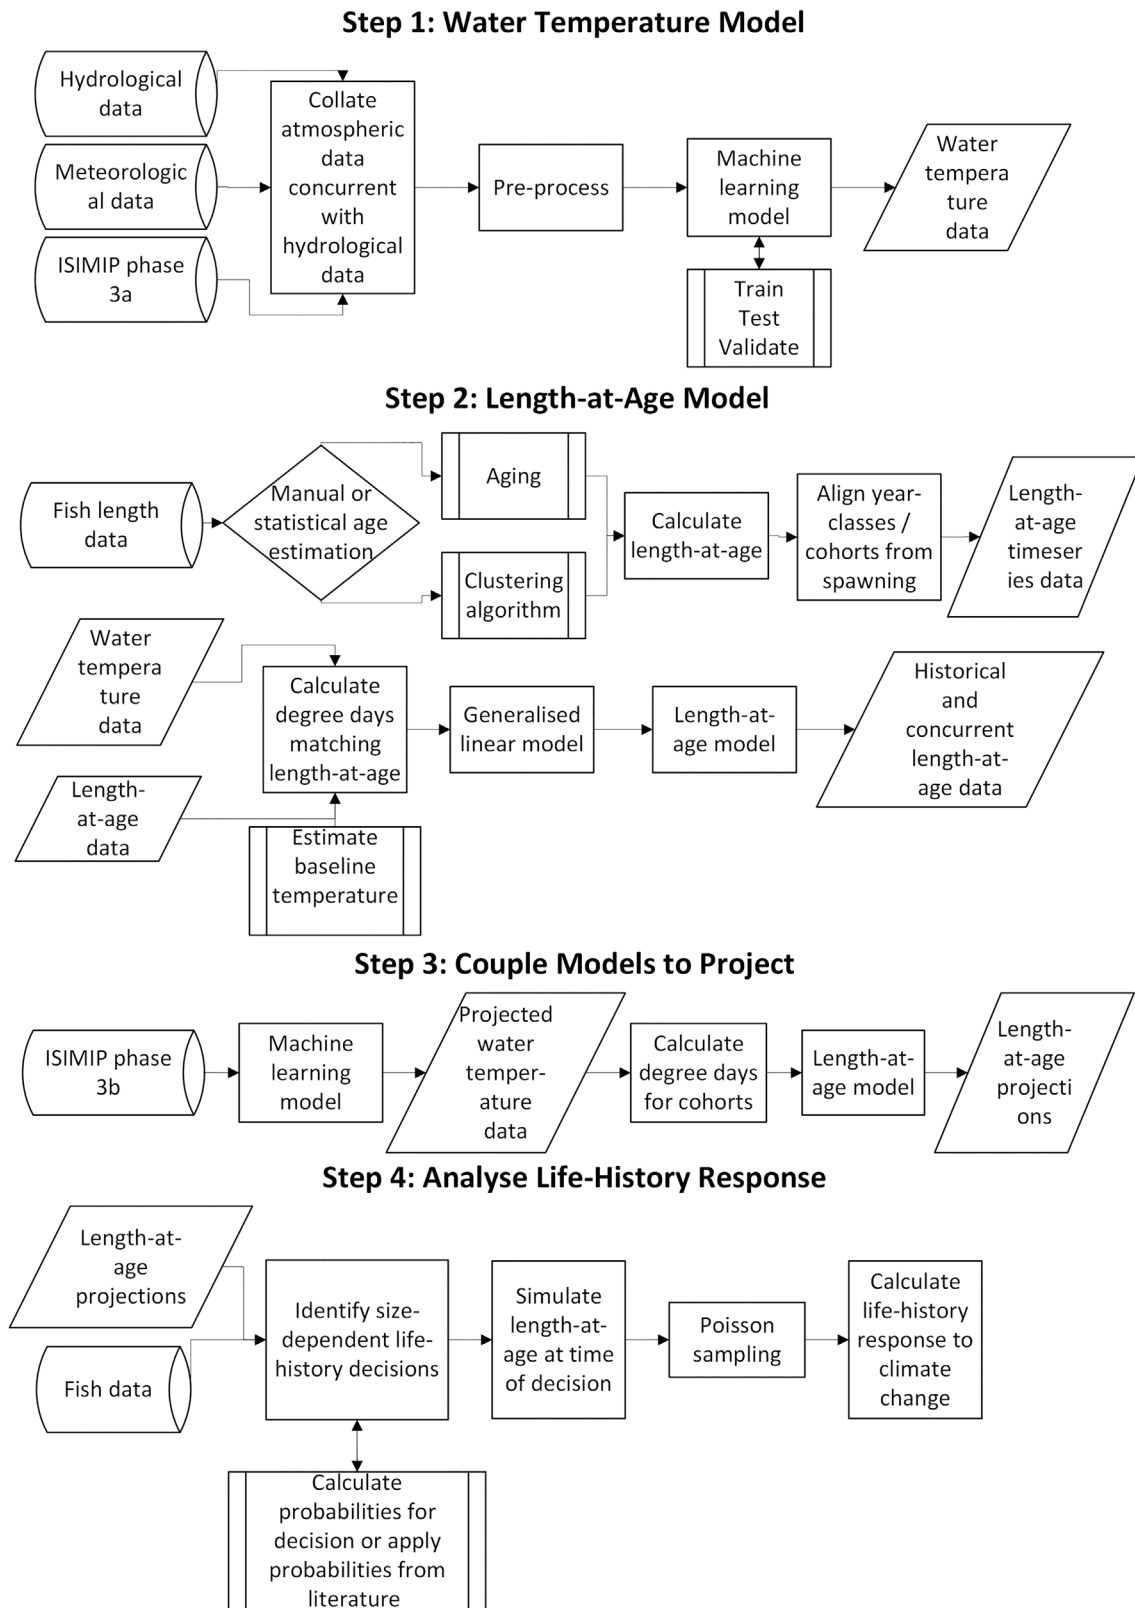 Step 1: Water Temperature Model
Hydrological
data
Meteorologic
al data
ISIMIP phase
3a
Collate
atmospheric
data
concurrent
with
hydrological
data
Pre-process
Machine
learning
model
Train
Test
Validate
Water
tempera
ture
data
Step 2: Length-at-Age Model
Fish length
data
Manual or
statistical age
estimation
Aging
Clustering
algorithm
Calculate
length-at-age
Align year-
classes /
cohorts from
spawning
Length-
at-age
timeser
ies data
Water
tempera
ture
data
Length-
at-age
data
Calculate
degree days
matching
length-at-age
Estimate
baseline
temperature
Generalised
linear model
Length-at-
age model
Historical
and
concurrent
length-at-
age data
Step 3: Couple Models to Project
ISIMIP phase
3b
Machine
learning
model
Projected
water
temper-
ature
data
Calculate
degree days
for cohorts
Length-at-
age model
Length-
at-age
projecti
ons
Step 4: Analyse Life-History Response
Length-at-
age
projections
Fish data
Identify size-
dependent life-
history decisions
Calculate
probabilities for
decision or apply
probabilities from
literature
Simulate
length-at-
age at time
of decision
Poisson
sampling
Calculate
life-history
response to
climate
change